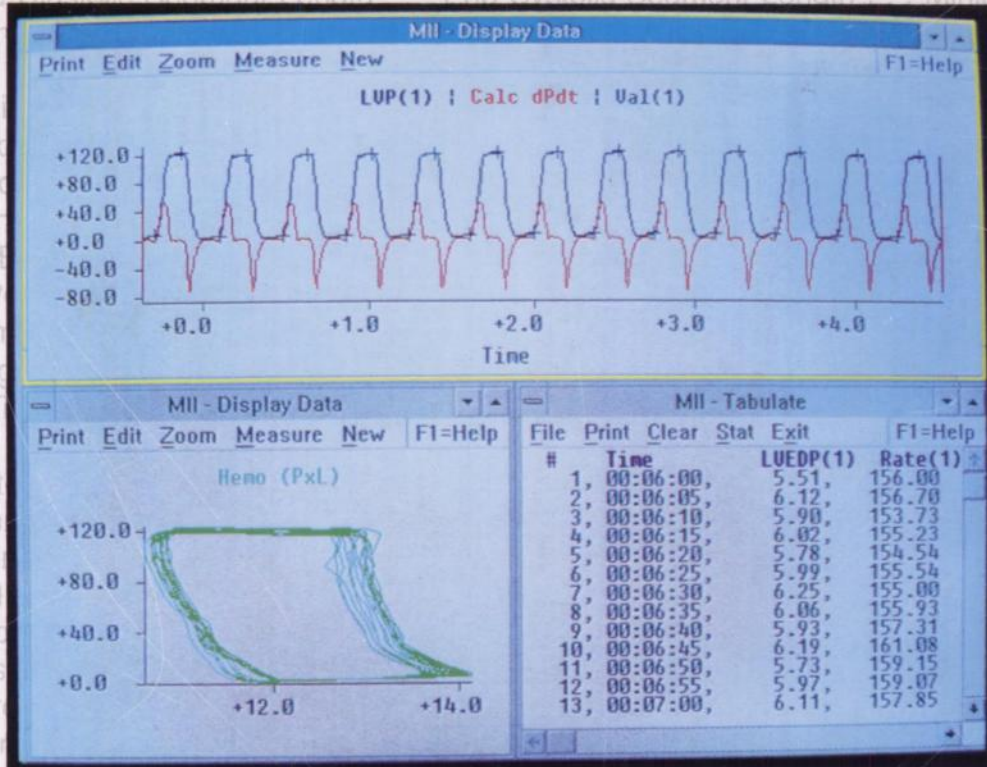 MII - Display Data
Print Edit Zoom Measure New F1=Help
LVP(1) | Calc dPdt | Val(1)
+120.0
+80.0
+40.0
+0.0
-40.0
-80.0
+0.0 +1.0 +2.0 +3.0 +4.0
Time
MII - Display Data
Print Edit Zoom Measure New F1=Help
Hemo (PxL)
+120.0
+80.0
+40.0
+0.0
+12.0 +14.0
MII - Tabulate
File Print Clear Stat Exit F1=Help
# Time LVEDP(1) Rate(1)
1, 00:06:00, 5.51, 156.00
2, 00:06:05, 6.12, 156.70
3, 00:06:10, 5.90, 153.73
4, 00:06:15, 6.02, 155.23
5, 00:06:20, 5.78, 154.54
6, 00:06:25, 5.99, 155.54
7, 00:06:30, 6.25, 155.00
8, 00:06:35, 6.06, 155.93
9, 00:06:40, 5.93, 157.31
10, 00:06:45, 6.19, 161.08
11, 00:06:50, 5.73, 159.15
12, 00:06:55, 5.97, 159.07
13, 00:07:00, 6.11, 157.85